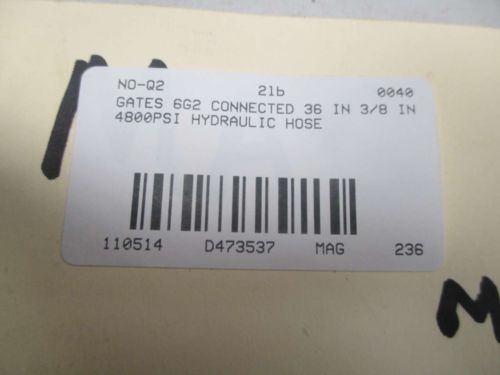 NO-Q2 21b 0040
GATES 6G2 CONNECTED 36 IN 3/8 IN
4800PSI HYDRAULIC HOSE
110514 D473537 MAG 236